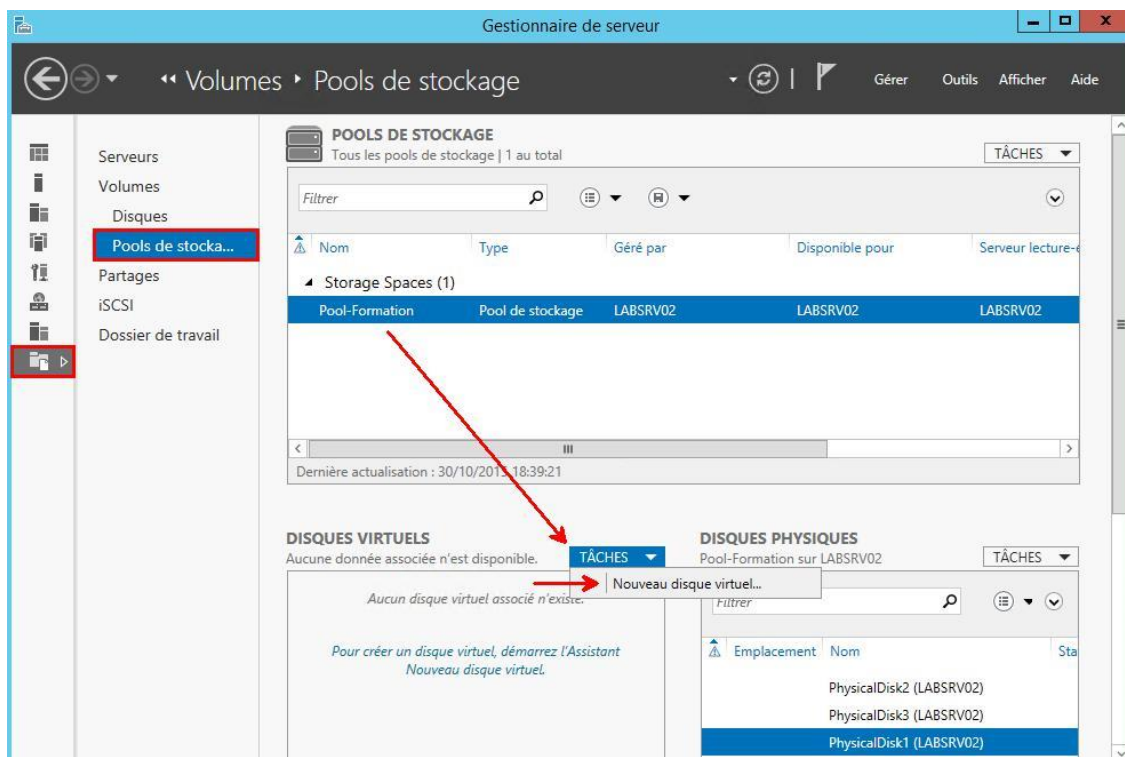 Gestionnaire de serveur
Volumes ‣ Pools de stockage
Gérer Outils Afficher Aide
Serveurs
Volumes
Disques
Pools de stocka...
Partages
iSCSI
Dossier de travail
POOLS DE STOCKAGE
Tous les pools de stockage | 1 au total
TÂCHES
Filtrer
Nom Type Géré par Disponible pour Serveur lecture-é
Storage Spaces (1)
Pool-Formation Pool de stockage LABSRV02 LABSRV02 LABSRV02
Dernière actualisation : 30/10/2013 18:39:21
DISQUES VIRTUELS
Aucune donnée associée n'est disponible.
TÂCHES
Nouveau disque virtuel...
Aucun disque virtuel associé n'existe.
Pour créer un disque virtuel, démarrez l'Assistant
Nouveau disque virtuel.
DISQUES PHYSIQUES
Pool-Formation sur LABSRV02
TÂCHES
Filtrer
Emplacement Nom Sta
PhysicalDisk2 (LABSRV02)
PhysicalDisk3 (LABSRV02)
PhysicalDisk1 (LABSRV02)